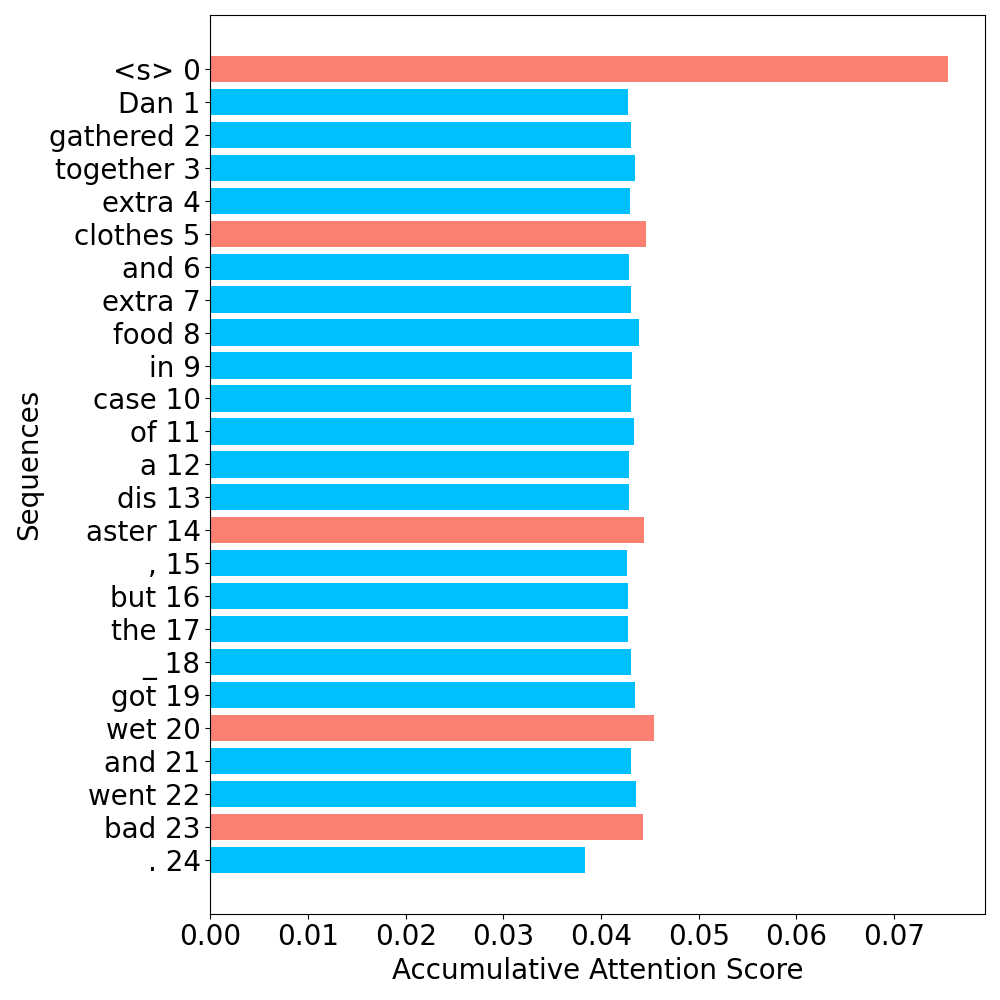 <s> 0
Dan 1
gathered 2
together 3
extra 4
clothes 5
and 6
extra 7
food 8
in 9
case 10
of 11
a 12
dis 13
aster 14
, 15
but 16
the 17
_ 18
got 19
wet 20
and 21
went 22
bad 23
. 24
Sequences
0.00 0.01 0.02 0.03 0.04 0.05 0.06 0.07
Accumulative Attention Score